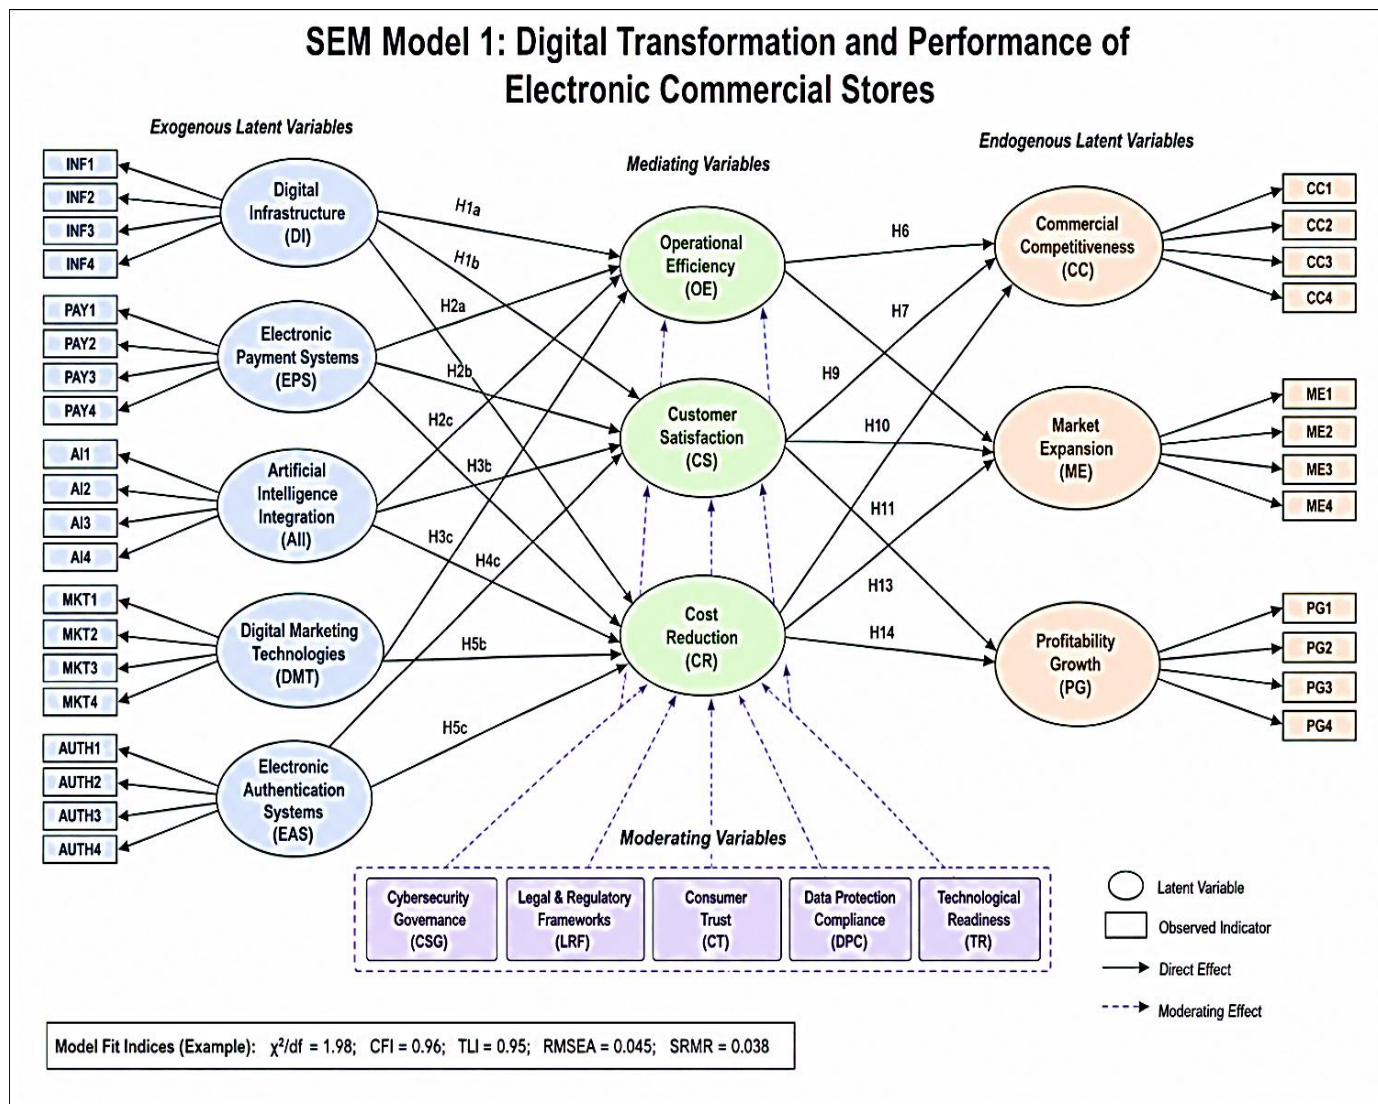 SEM Model 1: Digital Transformation and Performance of
Electronic Commercial Stores
Exogenous Latent Variables
Mediating Variables
Endogenous Latent Variables
INF1
INF2
INF3
INF4
Digital
Infrastructure
(DI)
PAY1
PAY2
PAY3
PAY4
Electronic
Payment Systems
(EPS)
AI1
AI2
AI3
AI4
Artificial
Intelligence
Integration
(AII)
MKT1
MKT2
MKT3
MKT4
Digital Marketing
Technologies
(DMT)
AUTH1
AUTH2
AUTH3
AUTH4
Electronic
Authentication
Systems
(EAS)
H1a
H1b
H2a
H2b
H2c
H3b
H3c
H4c
H5b
H5c
Operational
Efficiency
(OE)
Customer
Satisfaction
(CS)
Cost
Reduction
(CR)
H6
H7
H9
H10
H11
H13
H14
Commercial
Competitiveness
(CC)
CC1
CC2
CC3
CC4
Market
Expansion
(ME)
ME1
ME2
ME3
ME4
Profitability
Growth
(PG)
PG1
PG2
PG3
PG4
Moderating Variables
Cybersecurity
Governance
(CSG)
Legal & Regulatory
Frameworks
(LRF)
Consumer
Trust
(CT)
Data Protection
Compliance
(DPC)
Technological
Readiness
(TR)
Latent Variable
Observed Indicator
Direct Effect
Moderating Effect
Model Fit Indices (Example): χ²/df = 1.98; CFI = 0.96; TLI = 0.95; RMSEA = 0.045; SRMR = 0.038